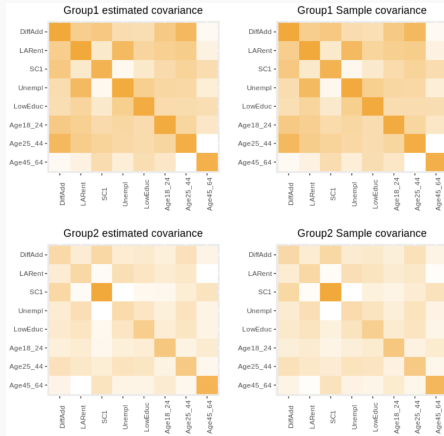 Group1 estimated covariance
DiffAdd
LARent
SC1
Unempl
LowEduc
Age18_24
Age25_44
Age45_64
DiffAdd
LARent
SC1
Unempl
LowEduc
Age18_24
Age25_44
Age45_64
Group1 Sample covariance
DiffAdd
LARent
SC1
Unempl
LowEduc
Age18_24
Age25_44
Age45_64
DiffAdd
LARent
SC1
Unempl
LowEduc
Age18_24
Age25_44
Age45_64
Group2 estimated covariance
DiffAdd
LARent
SC1
Unempl
LowEduc
Age18_24
Age25_44
Age45_64
DiffAdd
LARent
SC1
Unempl
LowEduc
Age18_24
Age25_44
Age45_64
Group2 Sample covariance
DiffAdd
LARent
SC1
Unempl
LowEduc
Age18_24
Age25_44
Age45_64
DiffAdd
LARent
SC1
Unempl
LowEduc
Age18_24
Age25_44
Age45_64